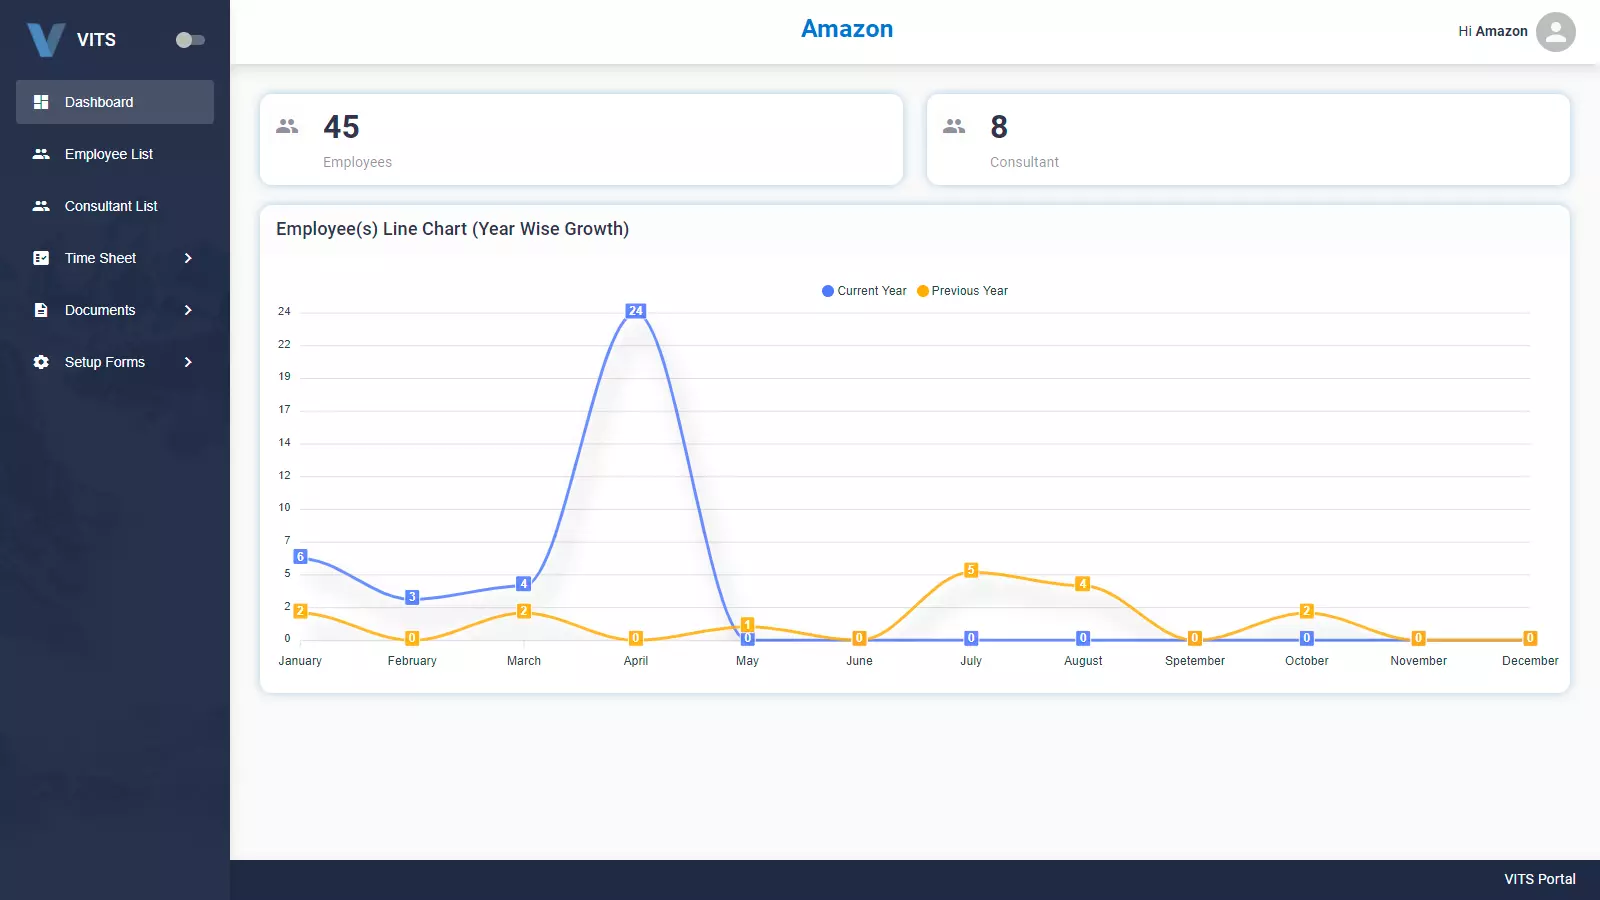 VITS
Amazon
Hi Amazon
Dashboard
Employee List
Consultant List
Time Sheet
Documents
Setup Forms
45
Employees
8
Consultant
Employee(s) Line Chart (Year Wise Growth)
Current Year Previous Year
24
22
19
17
14
12
10
7
5
2
0
6 3 4 24 0 0 0 0 0
2 0 2 0 1 0 5 4 0 2 0 0
January February March April May June July August Spetember October November December
VITS Portal